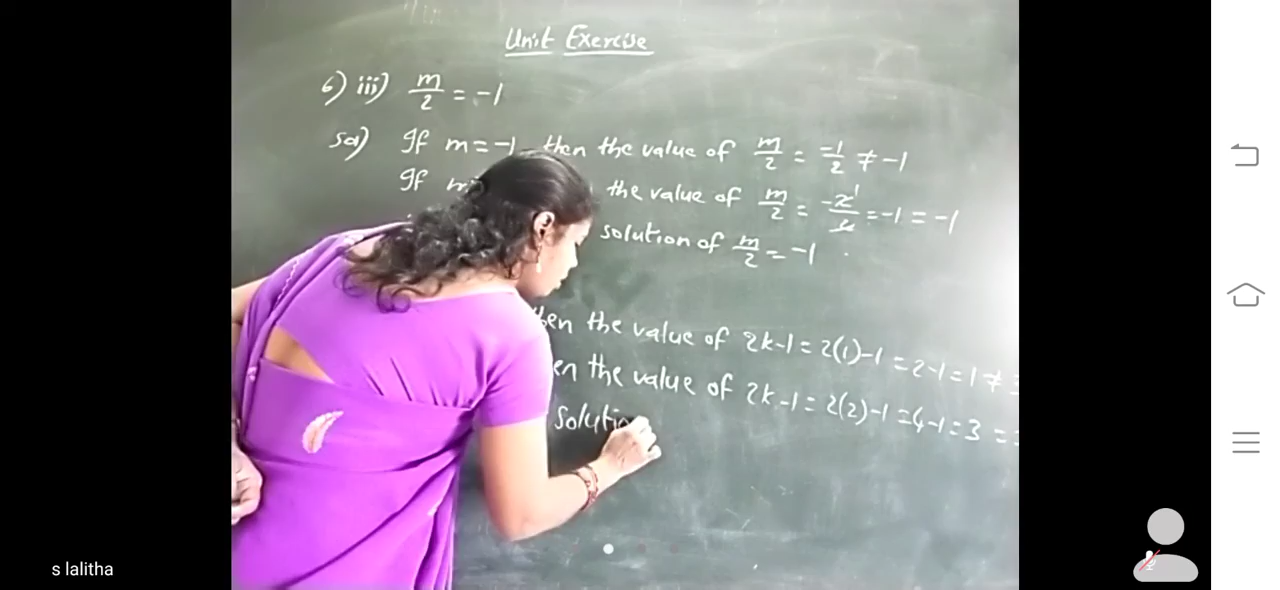 Unit Exercise
6) iii) m/2 = -1
Sol) If m = -1 then the value of m/2 = -1/2 ≠ -1
If m the value of m/2 = -2/2 = -1 = -1
solution of m/2 = -1.
then the value of 2k-1 = 2(1)-1 = 2-1 = 1 ≠
the value of 2k-1 = 2(2)-1 = 4-1 = 3 =
Solutio
s lalitha